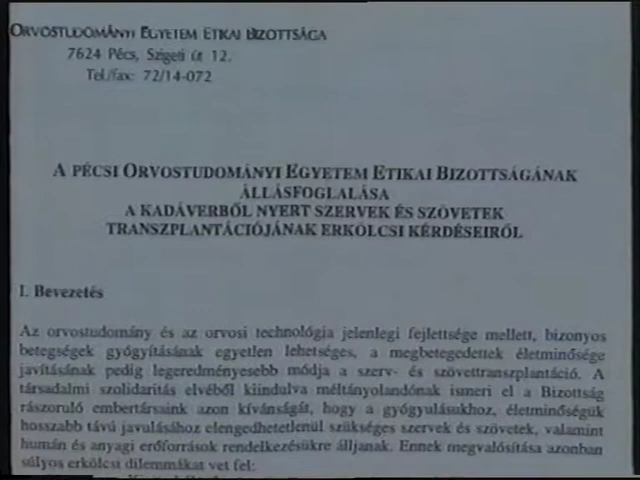 ORVOSTUDOMÁNYI EGYETEM ETIKAI BIZOTTSÁGA
7624 Pécs, Szigeti út 12.
Tel/fax: 72/14-072
A PÉCSI ORVOSTUDOMÁNYI EGYETEM ETIKAI BIZOTTSÁGÁNAK
ÁLLÁSFOGLALÁSA
A KADÁVERBŐL NYERT SZERVEK ÉS SZÖVETEK
TRANSZPLANTÁCIÓJÁNAK ERKÖLCSI KÉRDÉSEIRŐL
I. Bevezetés
Az orvostudomány és az orvosi technológia jelenlegi fejlettsége mellett, bizonyos
betegségek gyógyításának egyetlen lehetséges, a megbetegedettek életminősége
javításának pedig legeredményesebb módja a szerv- és szövettranszplantáció. A
társadalmi szolidaritás elvéből kiindulva méltányolandónak ismeri el a Bizottság
rászoruló embertársaink azon kívánságát, hogy a gyógyulásukhoz, életminőségük
hosszabb távú javulásához elengedhetetlenül szükséges szervek és szövetek, valamint
humán és anyagi erőforrások rendelkezésükre álljanak. Ennek megvalósítása azonban
súlyos erkölcsi dilemmákat vet fel: